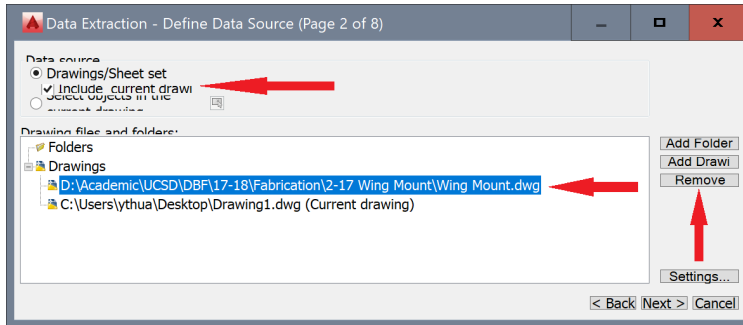 Data Extraction - Define Data Source (Page 2 of 8)
Data source
Drawings/Sheet set
Include current drawi
Select objects in the
current drawing
Drawing files and folders:
Folders
Add Folder
Drawings
Add Drawi
D:\Academic\UCSD\DBF\17-18\Fabrication\2-17 Wing Mount\Wing Mount.dwg
Remove
C:\Users\ythua\Desktop\Drawing1.dwg (Current drawing)
Settings...
< Back Next > Cancel